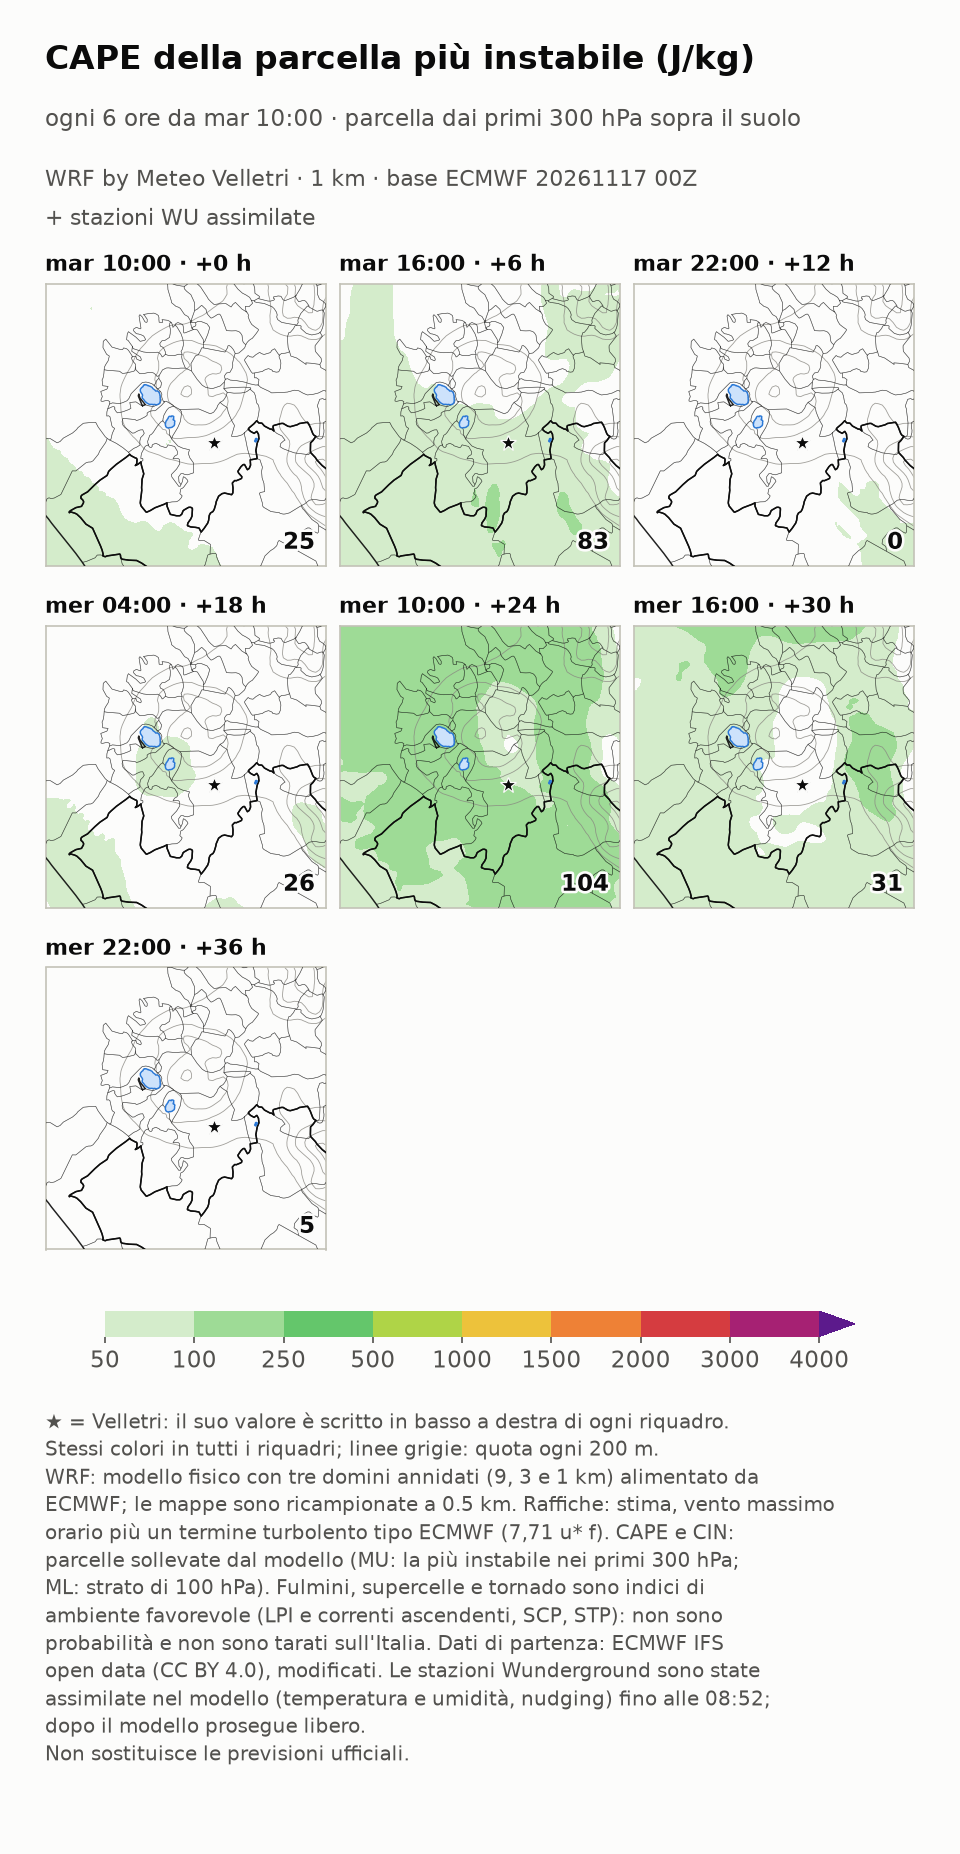 CAPE della parcella più instabile (J/kg)
ogni 6 ore da mar 10:00 · parcella dai primi 300 hPa sopra il suolo
WRF by Meteo Velletri · 1 km · base ECMWF 20261117 00Z
+ stazioni WU assimilate
mar 10:00 · +0 h
mar 16:00 · +6 h
mar 22:00 · +12 h
25
83
0
mer 04:00 · +18 h
mer 10:00 · +24 h
mer 16:00 · +30 h
26
104
31
mer 22:00 · +36 h
5
50 100 250 500 1000 1500 2000 3000 4000
★ = Velletri: il suo valore è scritto in basso a destra di ogni riquadro.
Stessi colori in tutti i riquadri; linee grigie: quota ogni 200 m.
WRF: modello fisico con tre domini annidati (9, 3 e 1 km) alimentato da
ECMWF; le mappe sono ricampionate a 0.5 km. Raffiche: stima, vento massimo
orario più un termine turbolento tipo ECMWF (7,71 u* f). CAPE e CIN:
parcelle sollevate dal modello (MU: la più instabile nei primi 300 hPa;
ML: strato di 100 hPa). Fulmini, supercelle e tornado sono indici di
ambiente favorevole (LPI e correnti ascendenti, SCP, STP): non sono
probabilità e non sono tarati sull'Italia. Dati di partenza: ECMWF IFS
open data (CC BY 4.0), modificati. Le stazioni Wunderground sono state
assimilate nel modello (temperatura e umidità, nudging) fino alle 08:52;
dopo il modello prosegue libero.
Non sostituisce le previsioni ufficiali.